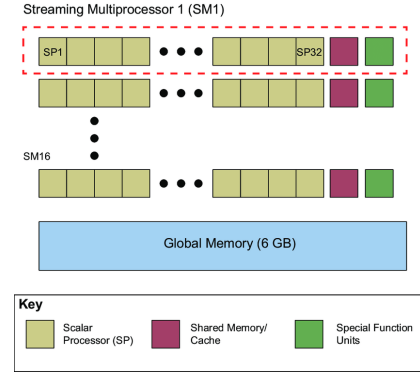 Streaming Multiprocessor 1 (SM1)
SP1
SP32
SM16
Global Memory (6 GB)
Key
Scalar
Processor (SP)
Shared Memory/
Cache
Special Function
Units